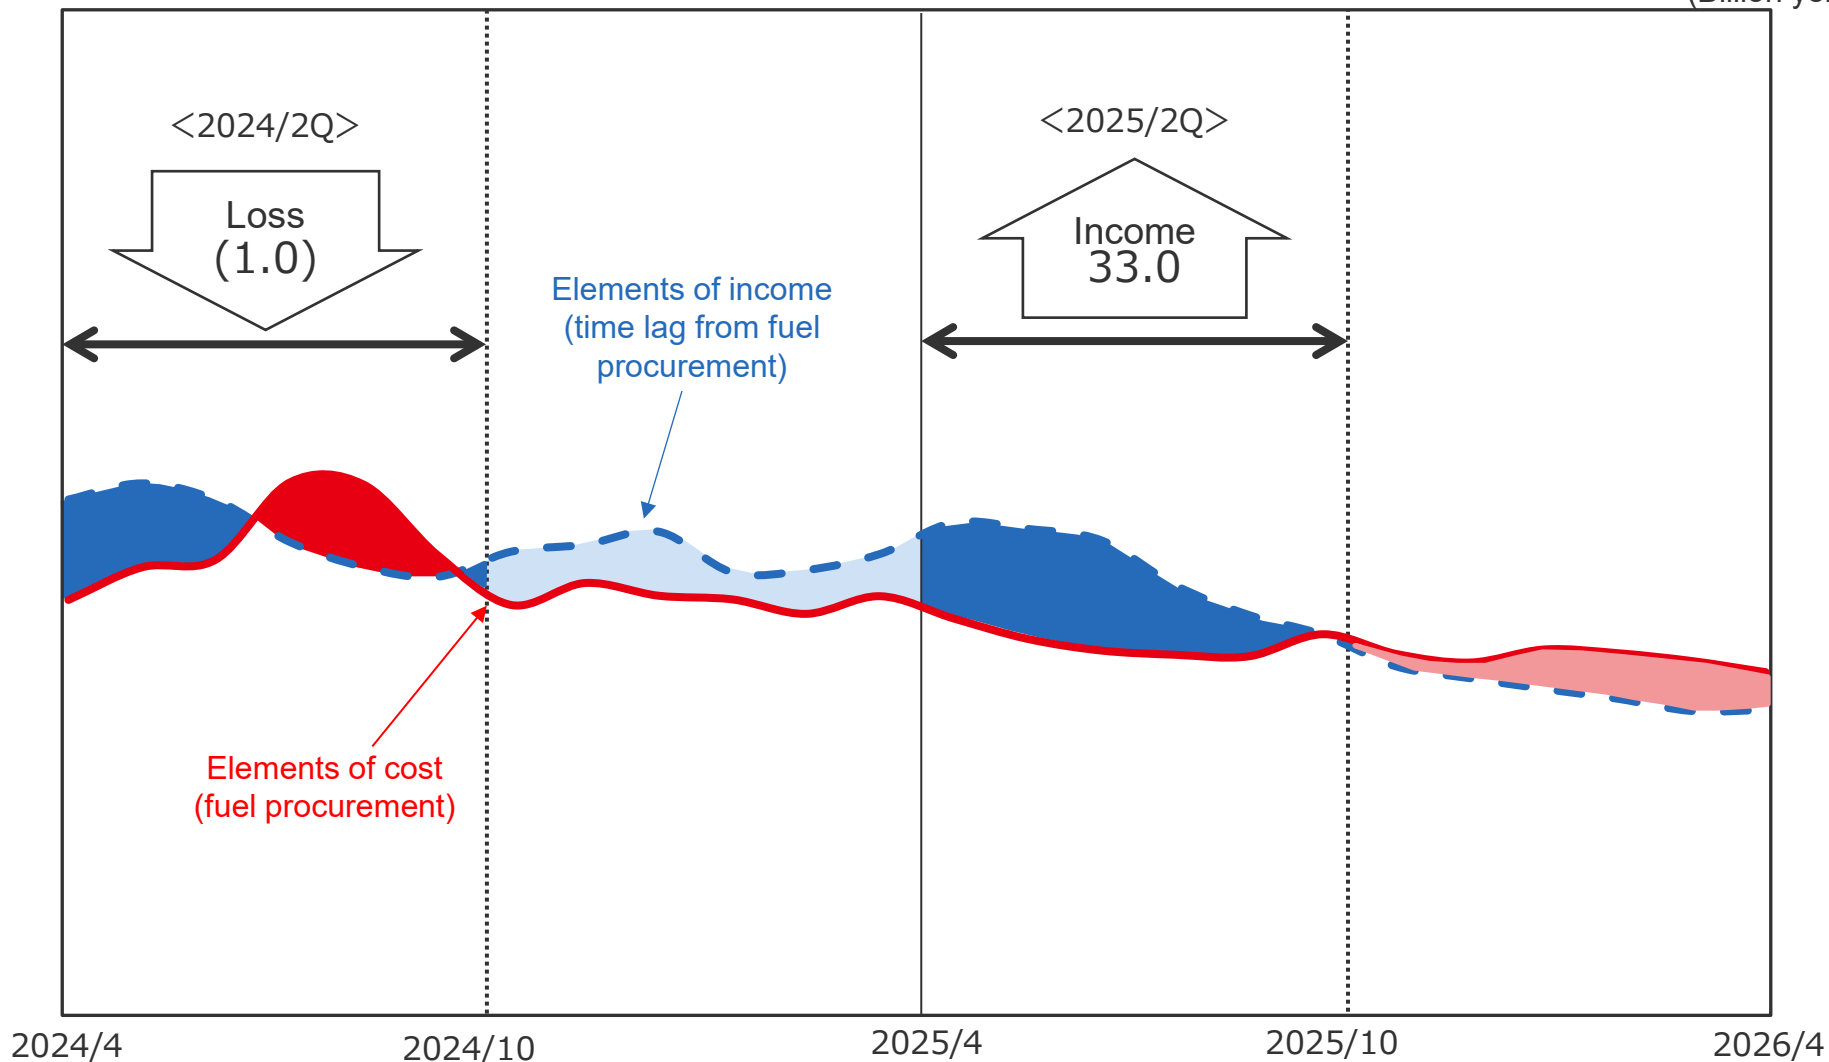 <2024/2Q>
Loss
(1.0)
<2025/2Q>
Income
33.0
Elements of income
(time lag from fuel
procurement)
Elements of cost
(fuel procurement)
2024/4
2024/10
2025/4
2025/10
2026/4